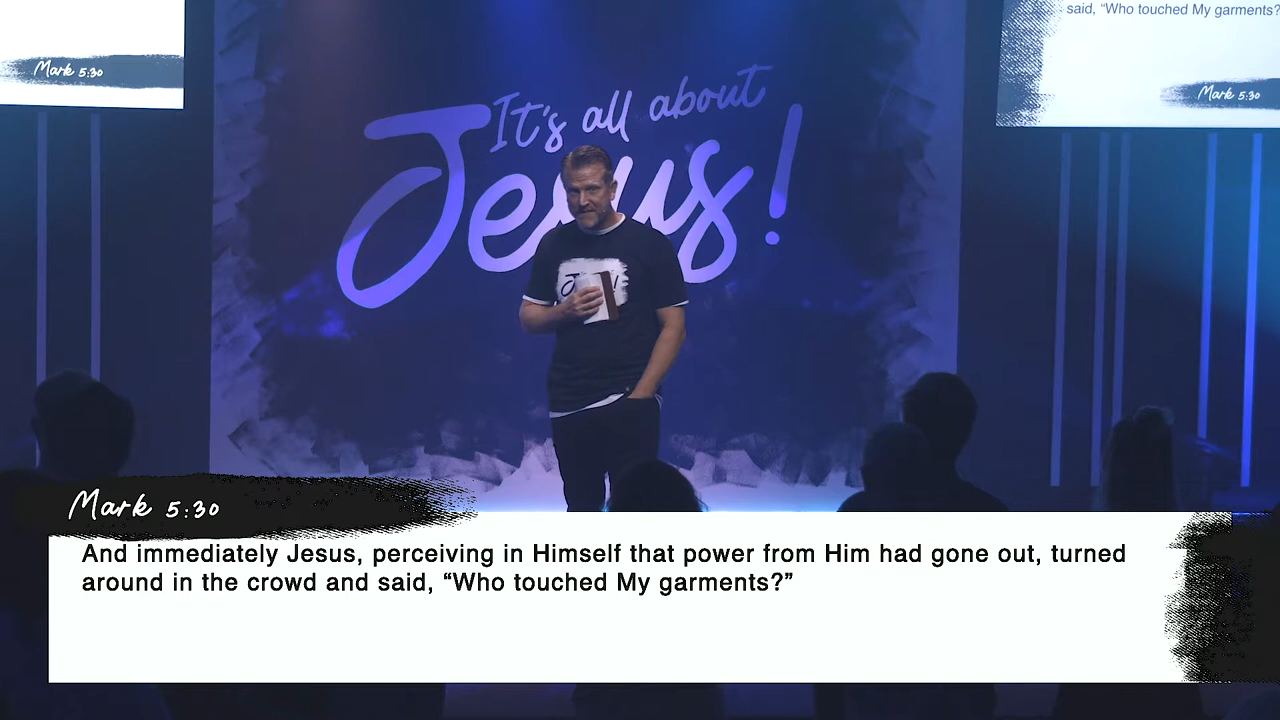 said, “Who touched My garments?
Mark 5:30
Mark 5:30
It's all about
Jesus!
Mark 5:30
And immediately Jesus, perceiving in Himself that power from Him had gone out, turned
around in the crowd and said, “Who touched My garments?”